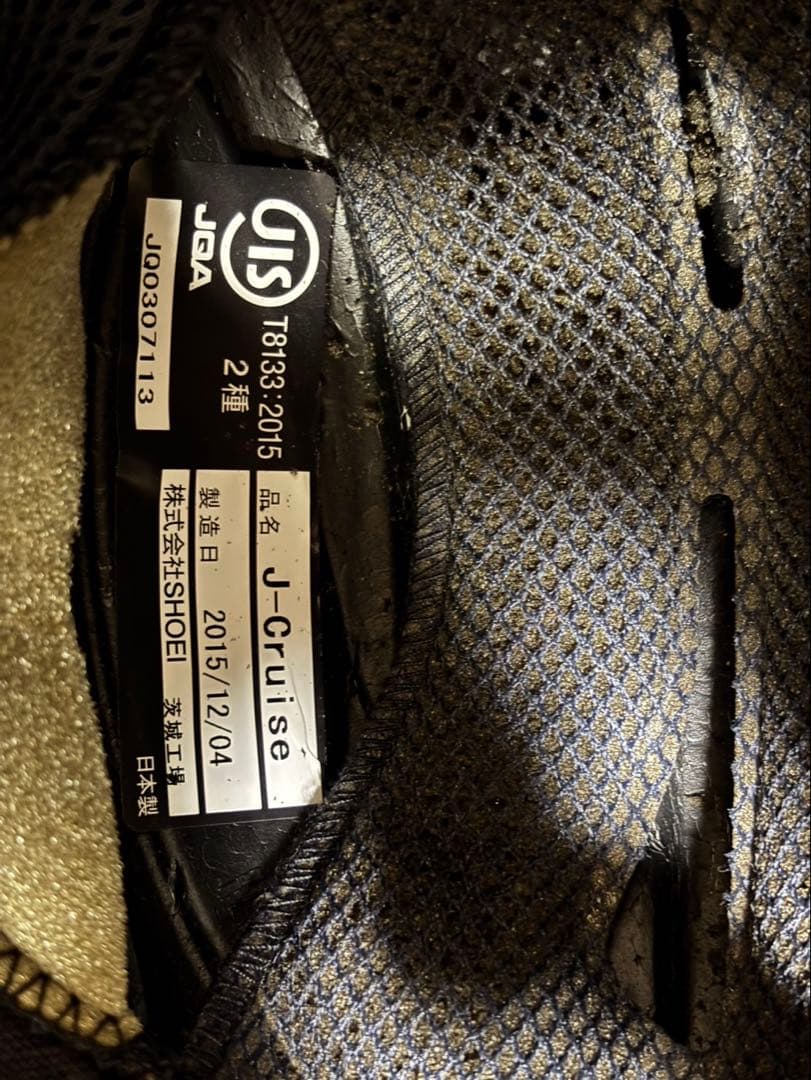 JIS
JQA
JQ0307113
T8133:2015
2種
品名 J-Cruise
製造日 2015/12/04
株式会社SHOEI 茨城工場
日本製